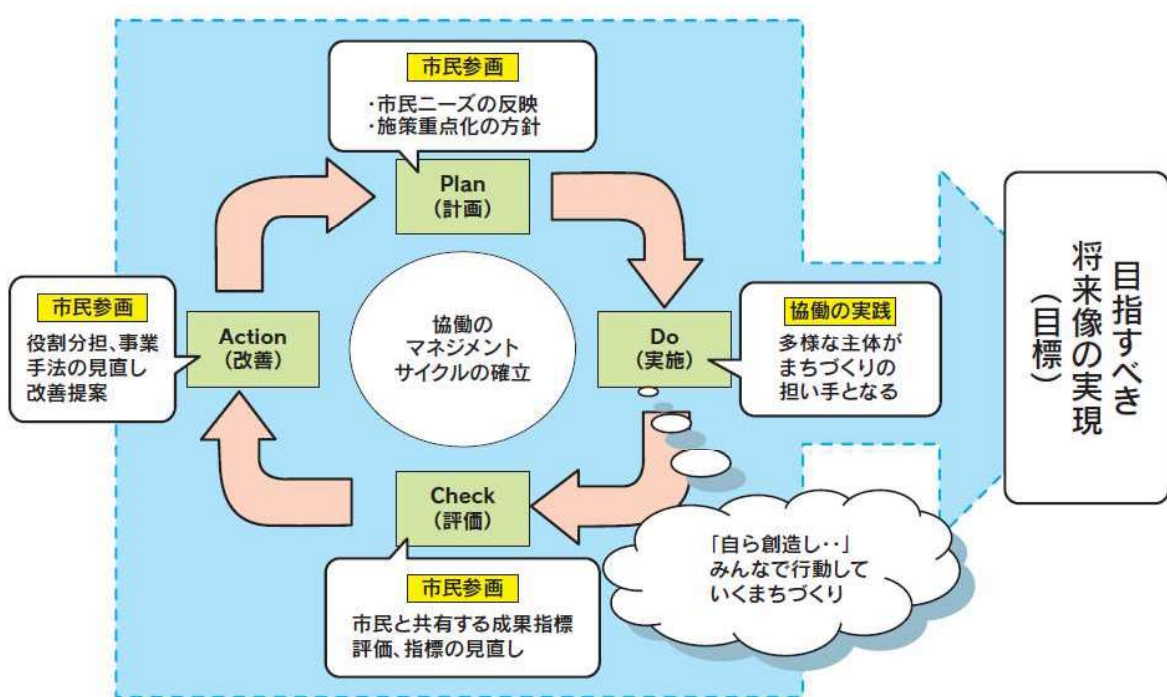 市民参画
・市民ニーズの反映
・施策重点化の方針
Plan
(計画)
協働の実践
多様な主体が
まちづくりの
担い手となる
Do
(実施)
「自ら創造し‥」
みんなで行動して
いくまちづくり
Check
(評価)
市民参画
市民と共有する成果指標
評価、指標の見直し
Action
(改善)
市民参画
役割分担、事業
手法の見直し
改善提案
協働の
マネジメント
サイクルの確立
目指すべき
将来像の実現
(目標)